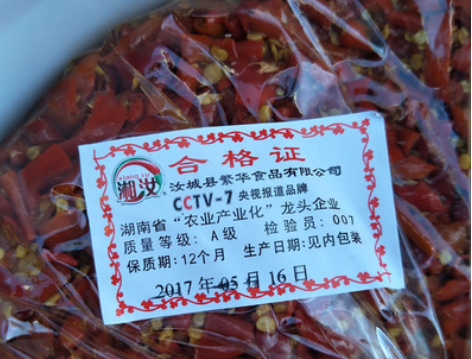 合格证
xiang ru
湘汝
汝城县繁华食品有限公司
CCTV-7 央视报道品牌
湖南省“农业产业化”龙头企业
质量等级: A级 检验员: 007
保质期: 12个月 生产日期: 见内包装
2017年05月16日